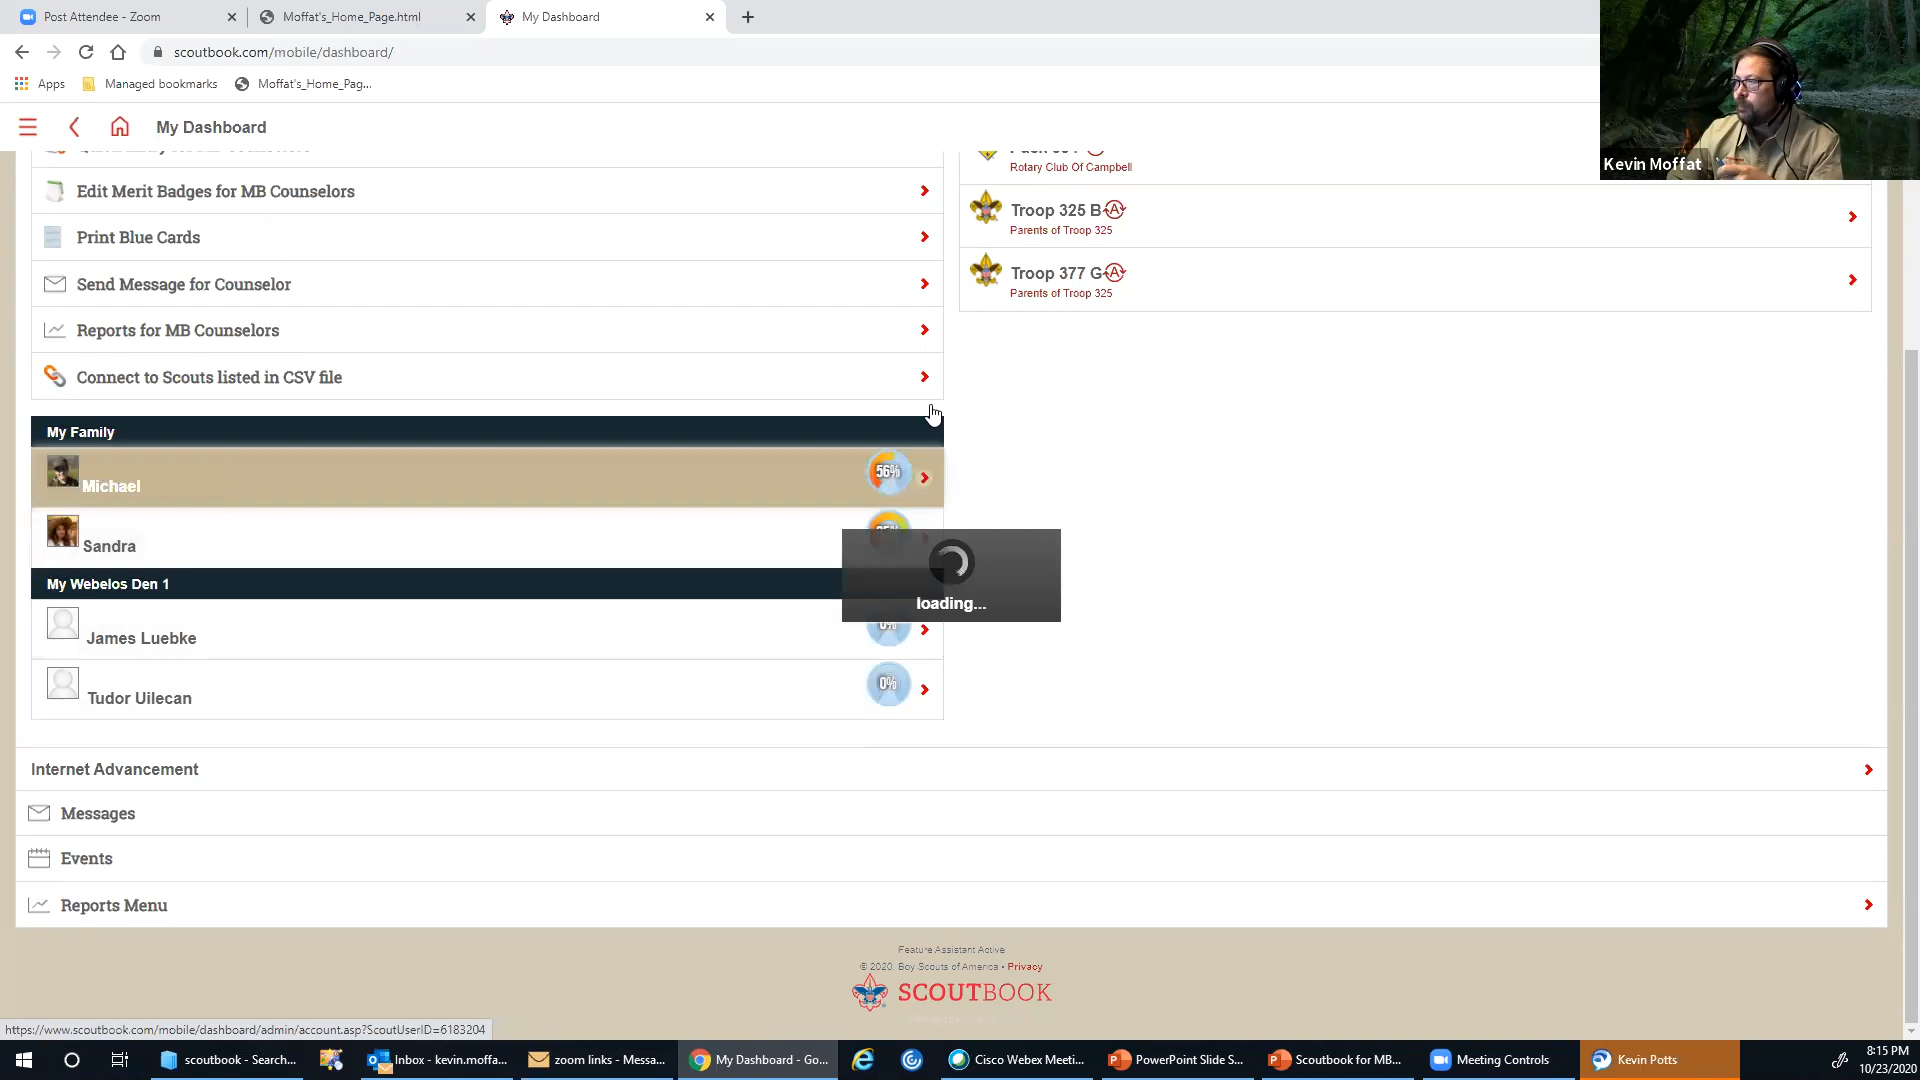 Post Attendee - Zoom
Moffat's_Home_Page.html
My Dashboard
scoutbook.com/mobile/dashboard/
Apps
Managed bookmarks
Moffat's_Home_Pag...
My Dashboard
Kevin Moffat
Rotary Club Of Campbell
Edit Merit Badges for MB Counselors
Troop 325 B
Parents of Troop 325
Print Blue Cards
Send Message for Counselor
Troop 377 G
Parents of Troop 325
Reports for MB Counselors
Connect to Scouts listed in CSV file
My Family
Michael
56%
Sandra
My Webelos Den 1
loading...
James Luebke
0%
Tudor Uilecan
0%
Internet Advancement
Messages
Events
Reports Menu
Feature Assistant Active
© 2020. Boy Scouts of America • Privacy
SCOUTBOOK
https://www.scoutbook.com/mobile/dashboard/admin/account.asp?ScoutUserID=6183204
scoutbook - Search...
Inbox - kevin.moffa...
zoom links - Messa...
My Dashboard - Go...
Cisco Webex Meeti...
PowerPoint Slide S...
Scoutbook for MB...
Meeting Controls
Kevin Potts
8:15 PM
10/23/2020